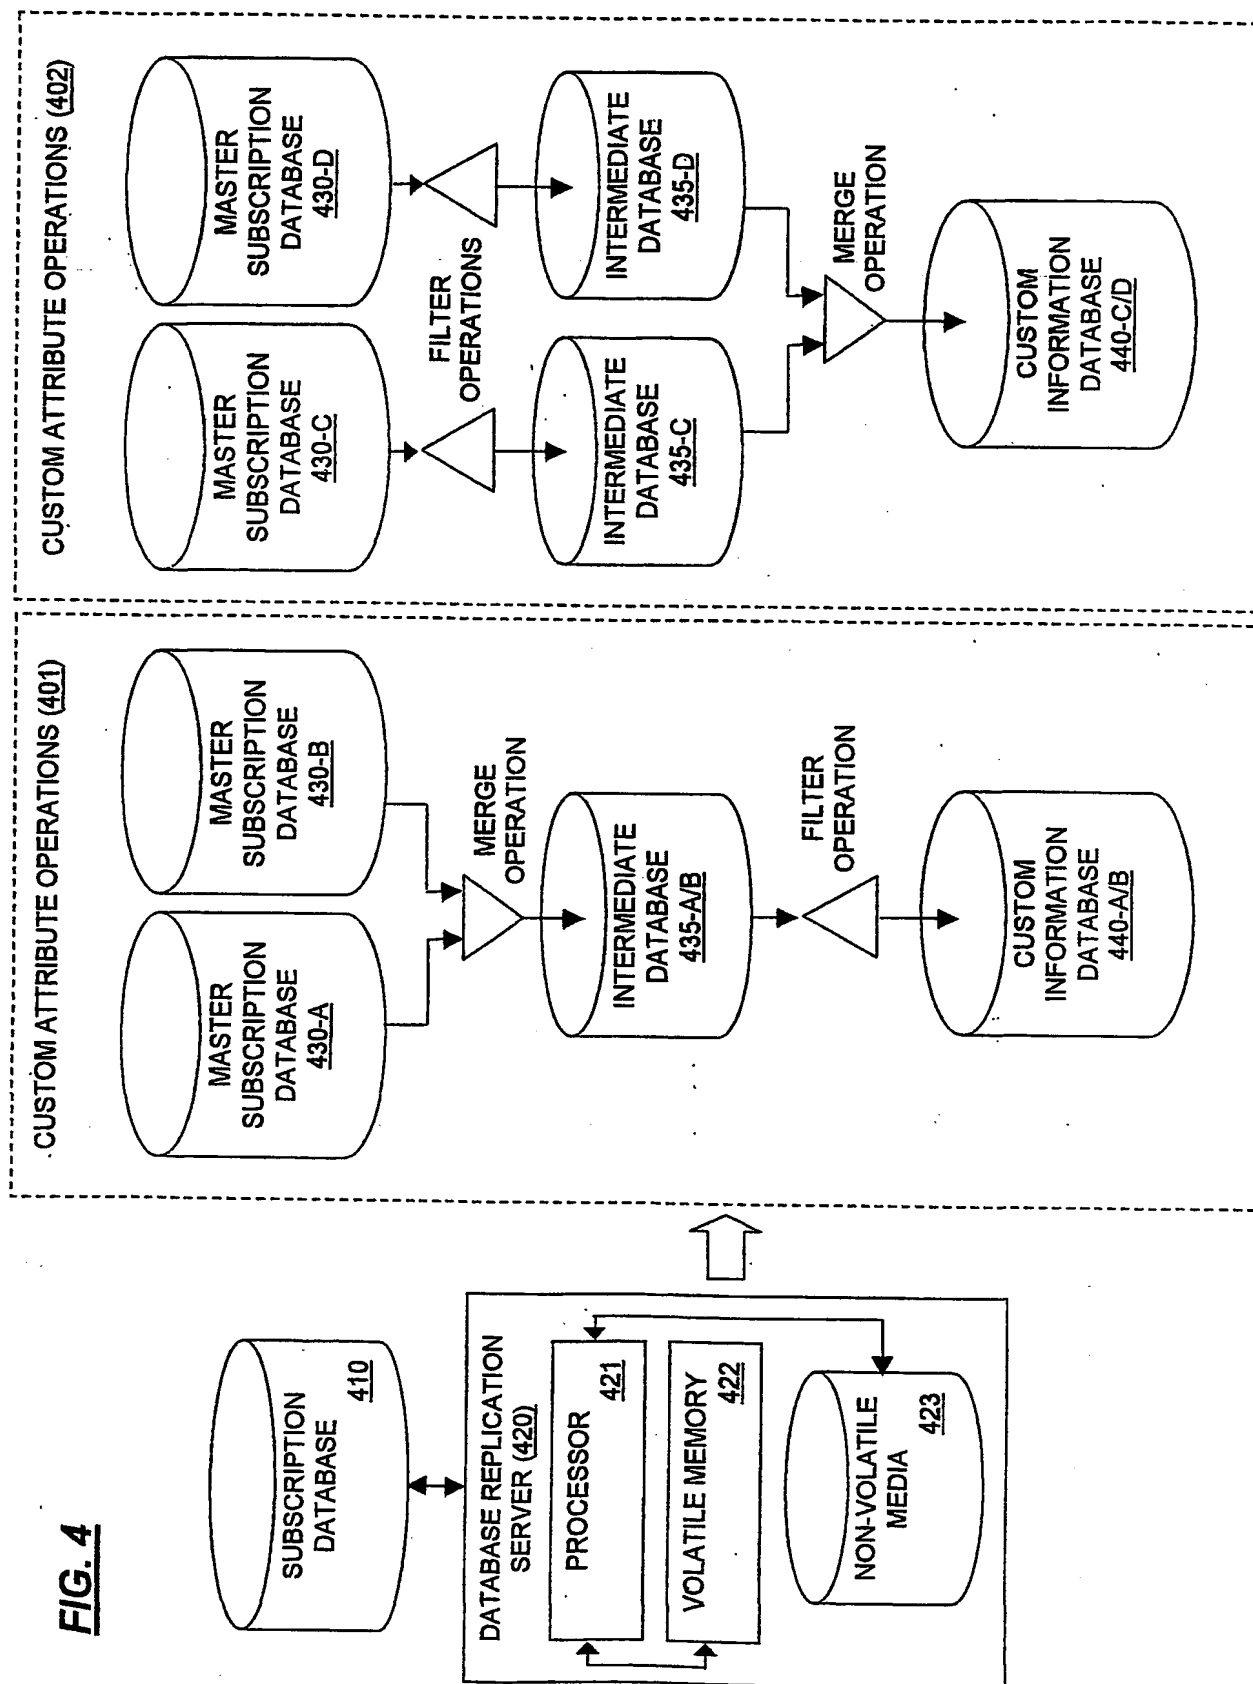 FIG. 4
SUBSCRIPTION
DATABASE
410
DATABASE REPLICATION
SERVER (420)
PROCESSOR
421
VOLATILE MEMORY
422
NON-VOLATILE
MEDIA
423
CUSTOM ATTRIBUTE OPERATIONS (401)
MASTER
SUBSCRIPTION
DATABASE
430-A
MASTER
SUBSCRIPTION
DATABASE
430-B
MERGE
OPERATION
INTERMEDIATE
DATABASE
435-A/B
FILTER
OPERATION
CUSTOM
INFORMATION
DATABASE
440-A/B
CUSTOM ATTRIBUTE OPERATIONS (402)
MASTER
SUBSCRIPTION
DATABASE
430-C
MASTER
SUBSCRIPTION
DATABASE
430-D
FILTER
OPERATIONS
INTERMEDIATE
DATABASE
435-C
INTERMEDIATE
DATABASE
435-D
MERGE
OPERATION
CUSTOM
INFORMATION
DATABASE
440-C/D